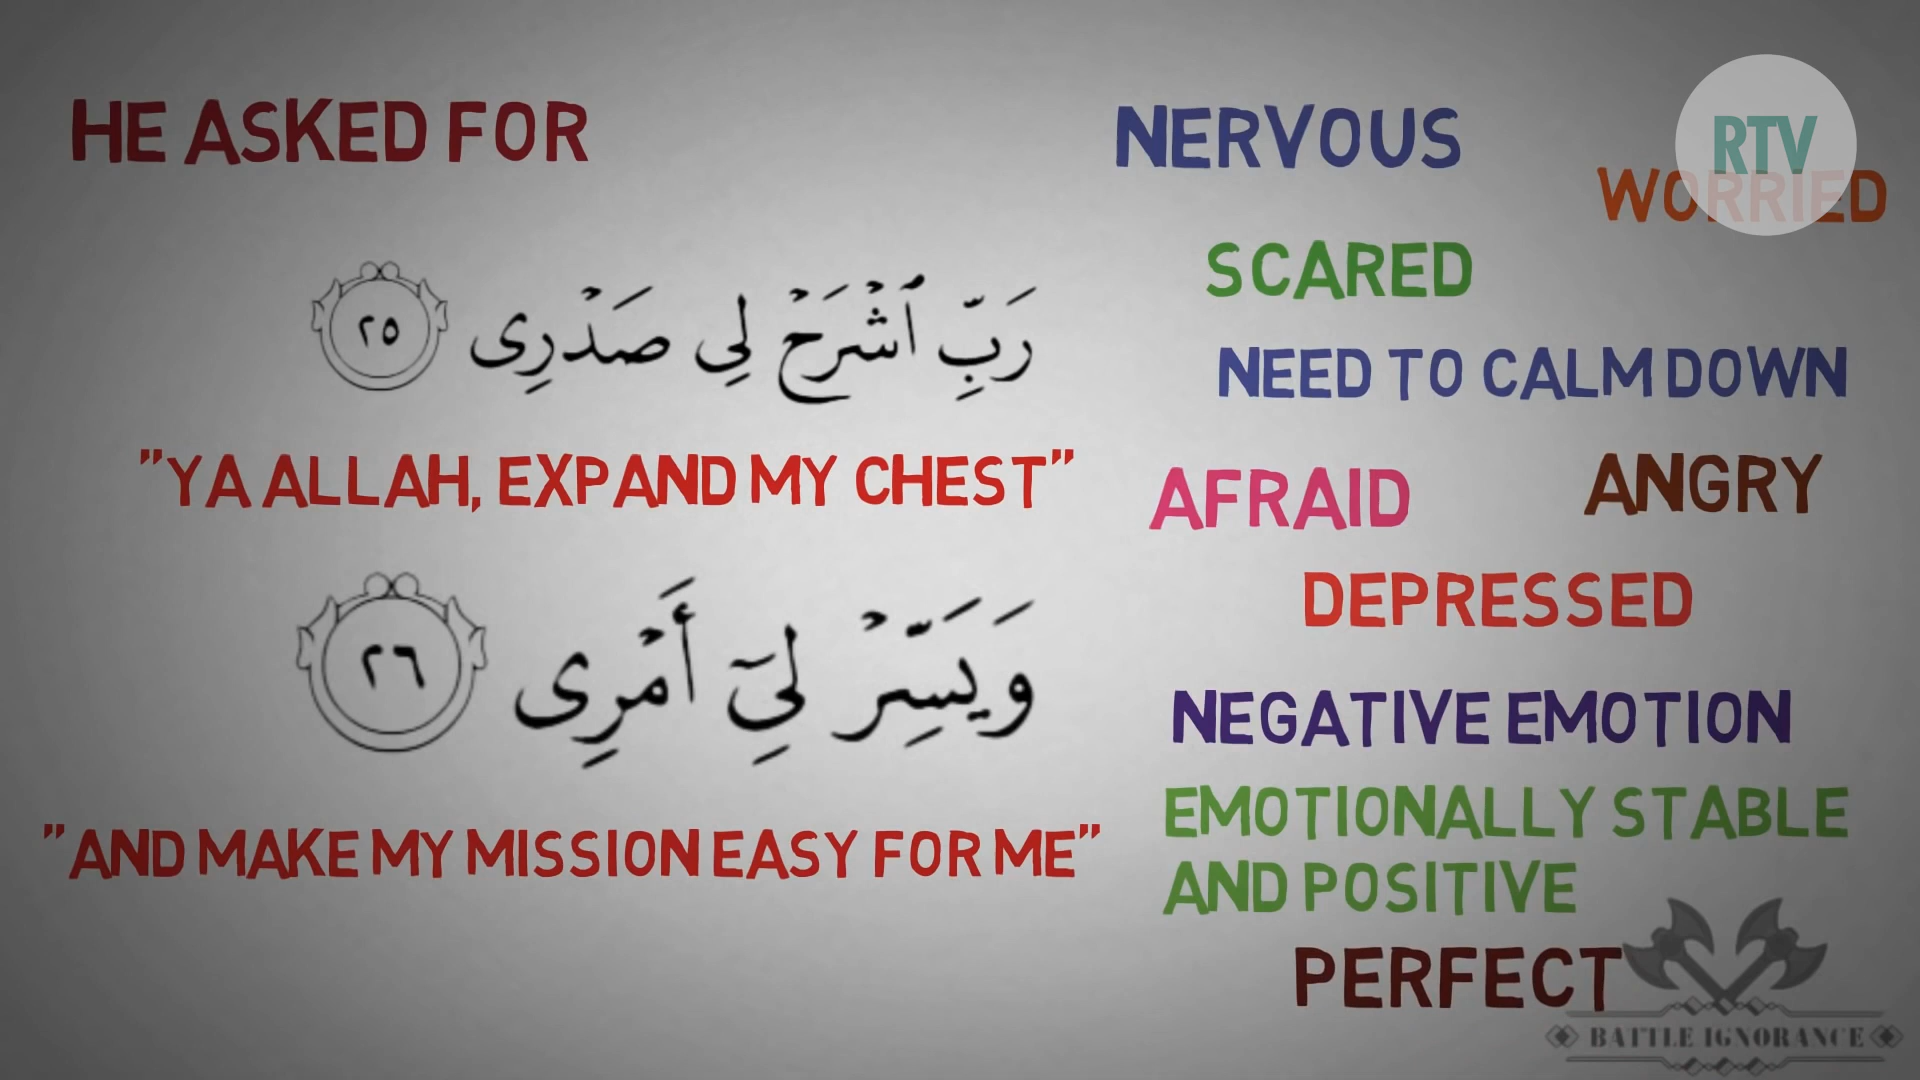 HE ASKED FOR
رَبِّ ٱشْرَحْ لِى صَدْرِى ٢٥
"YA ALLAH, EXPAND MY CHEST"
وَيَسِّرْ لِىٓ أَمْرِى ٢٦
"AND MAKE MY MISSION EASY FOR ME"
NERVOUS
RTV
WORRIED
SCARED
NEED TO CALM DOWN
AFRAID
ANGRY
DEPRESSED
NEGATIVE EMOTION
EMOTIONALLY STABLE
AND POSITIVE
PERFECT
BATTLE IGNORANCE